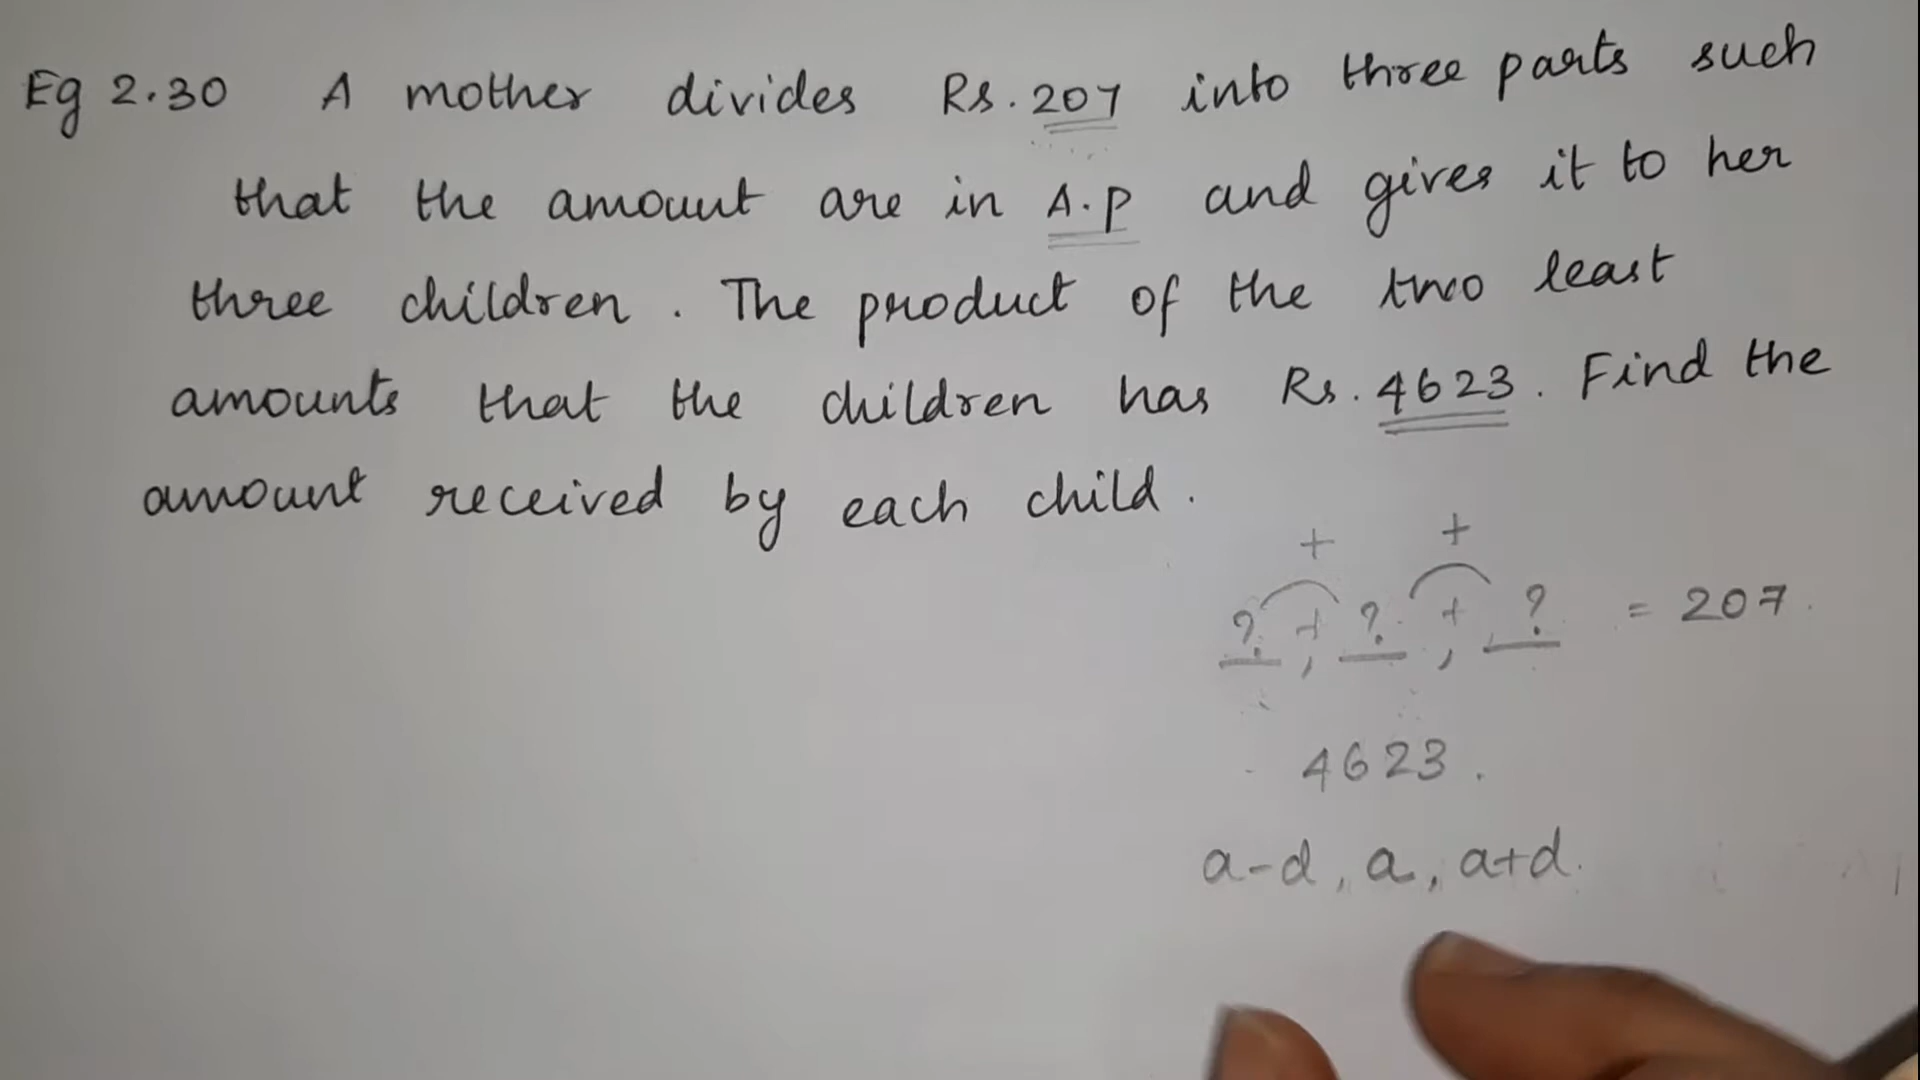 Eg 2.30 A mother divides Rs. 207 into three parts such
that the amount are in A.P and gives it to her
three children. The product of the two least
amounts that the children has Rs. 4623. Find the
amount received by each child.
+ +
? + ? + ? = 207.
, ,
4623.
a-d, a, a+d.